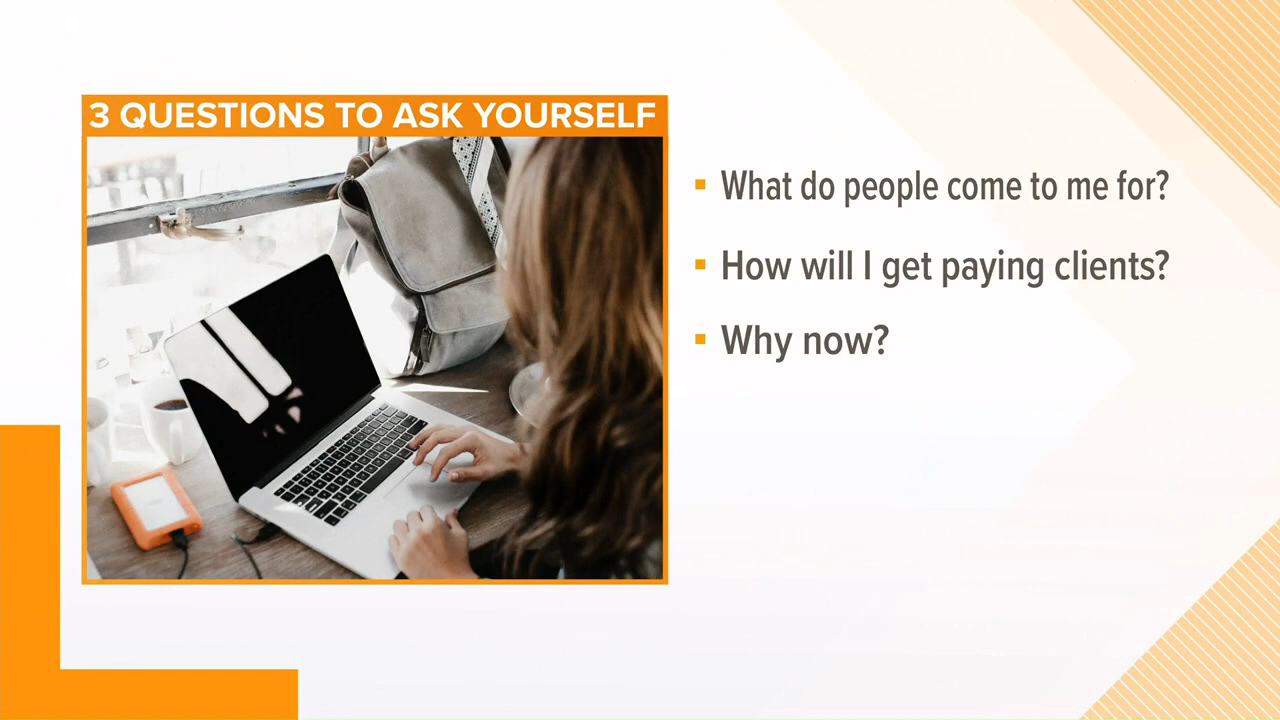 3 QUESTIONS TO ASK YOURSELF
What do people come to me for?
How will I get paying clients?
Why now?